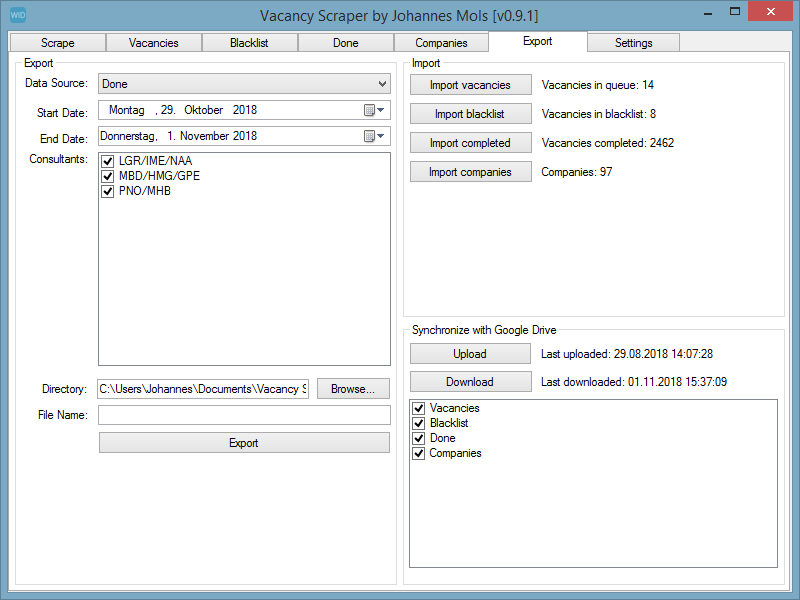 WID
Vacancy Scraper by Johannes Mols [v0.9.1]
Scrape Vacancies Blacklist Done Companies Export Settings
Export
Data Source: Done
Start Date: Montag , 29. Oktober 2018
End Date: Donnerstag, 1. November 2018
Consultants: LGR/IME/NAA
MBD/HMG/GPE
PNO/MHB
Directory: C:\Users\Johannes\Documents\Vacancy S Browse...
File Name:
Export
Import
Import vacancies Vacancies in queue: 14
Import blacklist Vacancies in blacklist: 8
Import completed Vacancies completed: 2462
Import companies Companies: 97
Synchronize with Google Drive
Upload Last uploaded: 29.08.2018 14:07:28
Download Last downloaded: 01.11.2018 15:37:09
Vacancies
Blacklist
Done
Companies